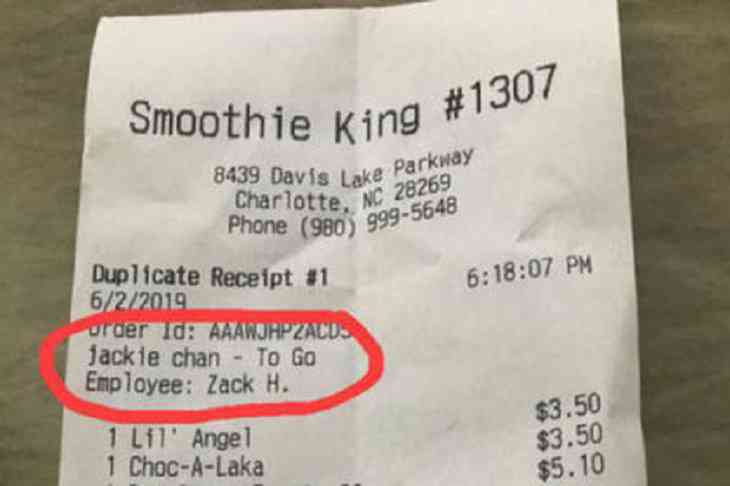 Smoothie King #1307
8439 Davis Lake Parkway
Charlotte, NC 28269
Phone (980) 999-5648
Duplicate Receipt #1 6:18:07 PM
6/2/2019
Order Id:
jackie chan - To Go
Employee: Zack H.
$3.50
1 Lil' Angel $3.50
1 Choc-A-Laka $5.10